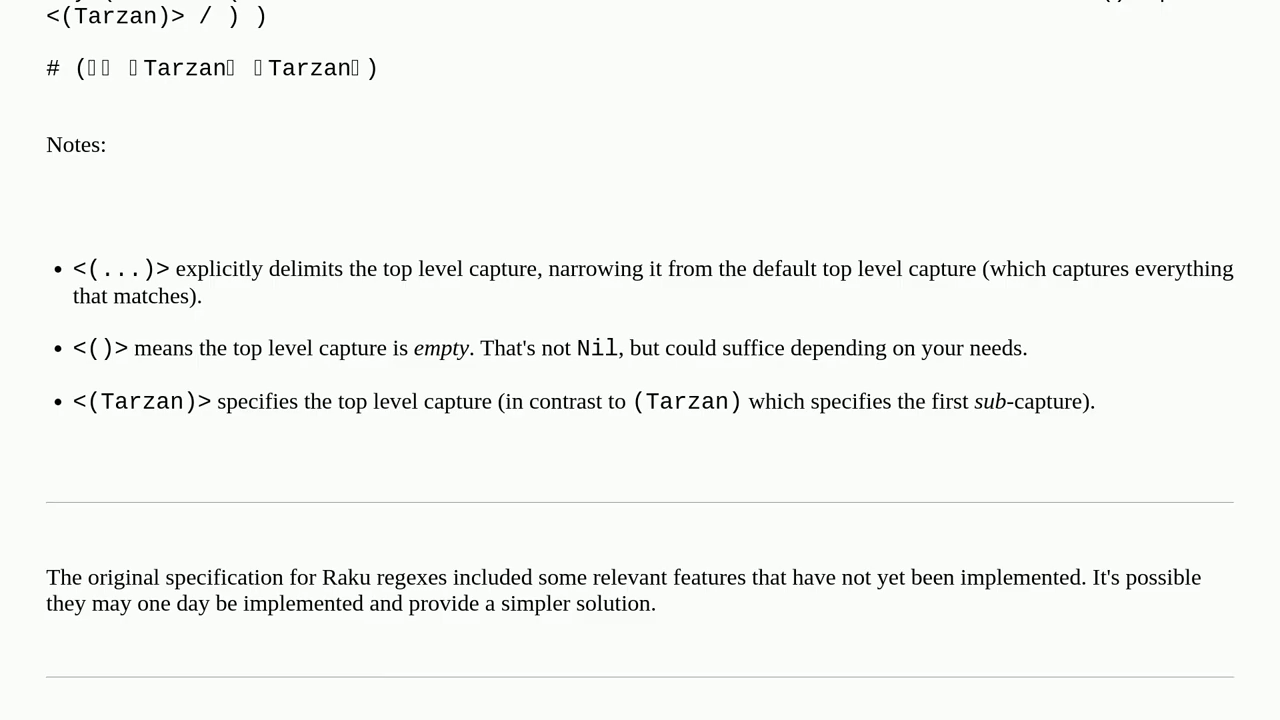 <(Tarzan)> / ) )
# ( Tarzan Tarzan )
Notes:
• <(...)> explicitly delimits the top level capture, narrowing it from the default top level capture (which captures everything
that matches).
• <()> means the top level capture is empty. That's not Nil, but could suffice depending on your needs.
• <(Tarzan)> specifies the top level capture (in contrast to (Tarzan) which specifies the first sub-capture).
The original specification for Raku regexes included some relevant features that have not yet been implemented. It's possible
they may one day be implemented and provide a simpler solution.